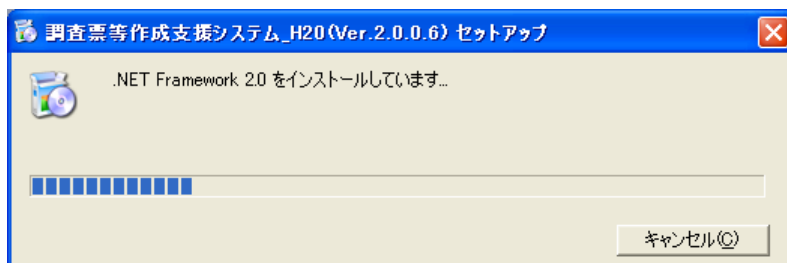 調査票等作成支援システム_H20(Ver.2.0.0.6) セットアップ
.NET Framework 2.0 をインストールしています...
キャンセル(C)